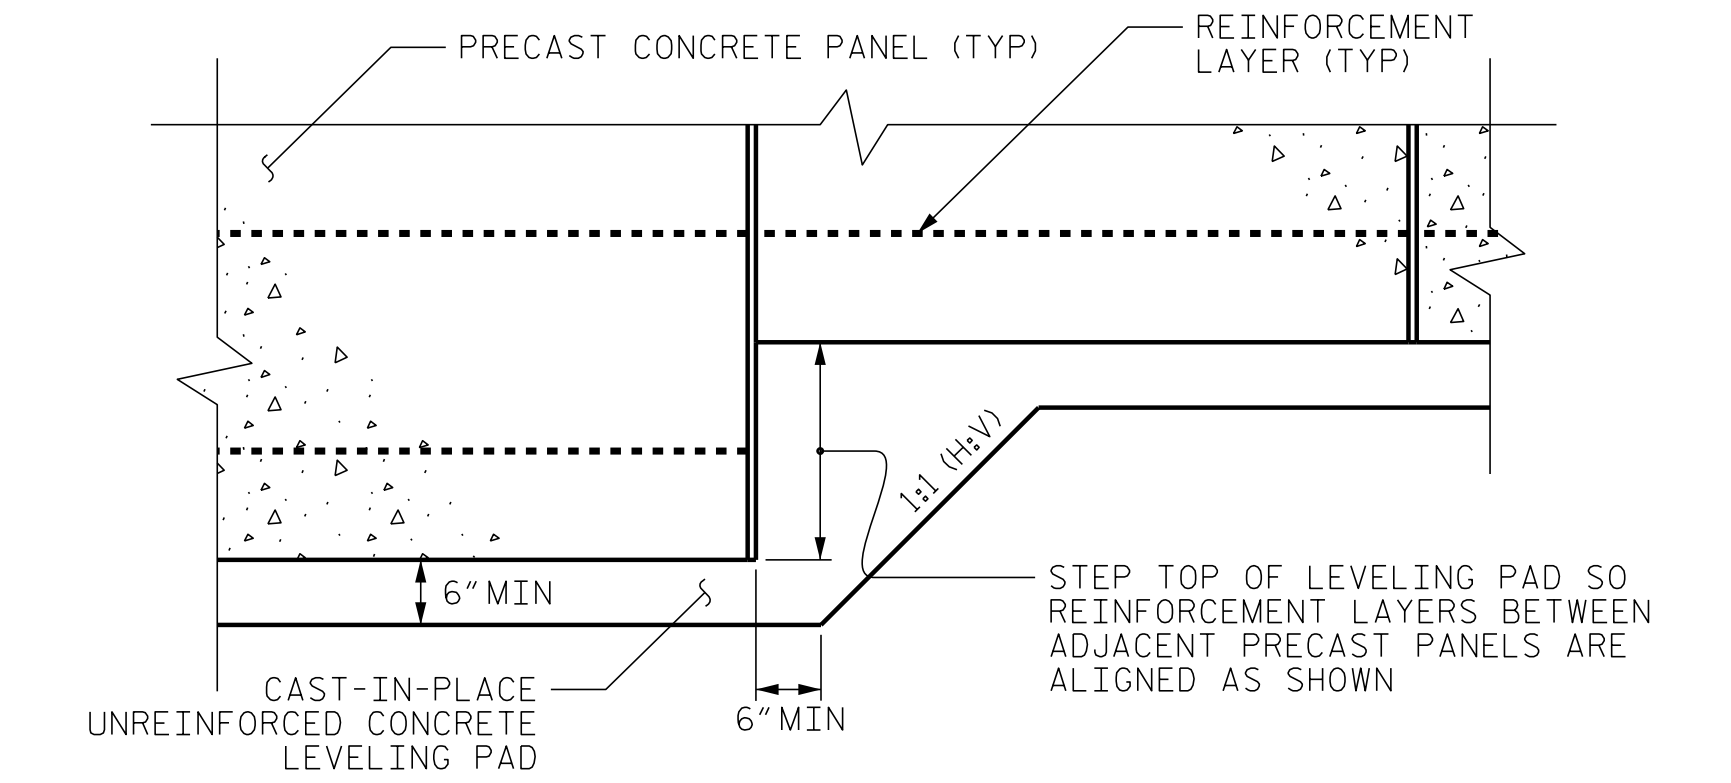 PRECAST CONCRETE PANEL (TYP)
REINFORCEMENT
LAYER (TYP)
1:1 (H:V)
6" MIN
STEP TOP OF LEVELING PAD SO
REINFORCEMENT LAYERS BETWEEN
ADJACENT PRECAST PANELS ARE
ALIGNED AS SHOWN
CAST-IN-PLACE
UNREINFORCED CONCRETE
LEVELING PAD
6" MIN